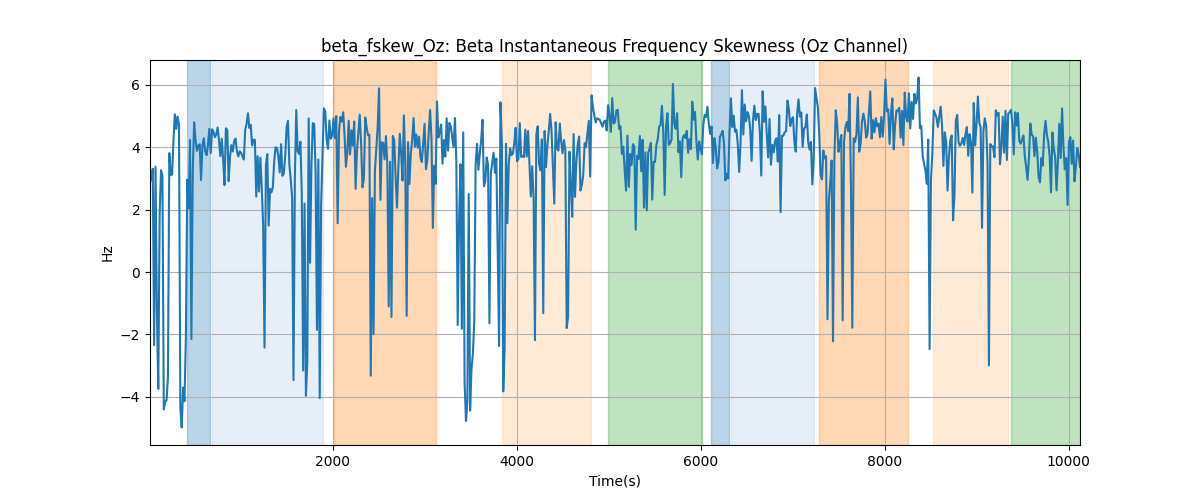 beta_fskew_Oz: Beta Instantaneous Frequency Skewness (Oz Channel)
6
4
2
0
−2
−4
Hz
2000 4000 6000 8000 10000
Time(s)